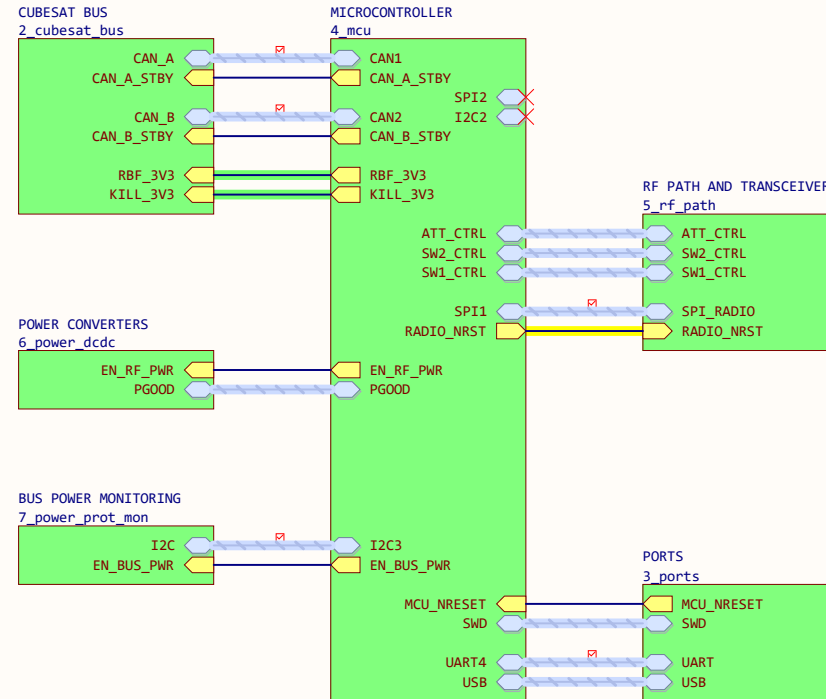 CUBESAT BUS
2_cubesat_bus
CAN_A
CAN_A_STBY
CAN_B
CAN_B_STBY
RBF_3V3
KILL_3V3
POWER CONVERTERS
6_power_dcdc
EN_RF_PWR
PGOOD
BUS POWER MONITORING
7_power_prot_mon
I2C
EN_BUS_PWR
MICROCONTROLLER
4_mcu
CAN1
CAN_A_STBY
CAN2
CAN_B_STBY
RBF_3V3
KILL_3V3
EN_RF_PWR
PGOOD
I2C3
EN_BUS_PWR
SPI2
I2C2
ATT_CTRL
SW2_CTRL
SW1_CTRL
SPI1
RADIO_NRST
MCU_NRESET
SWD
UART4
USB
RF PATH AND TRANSCEIVER
5_rf_path
ATT_CTRL
SW2_CTRL
SW1_CTRL
SPI_RADIO
RADIO_NRST
PORTS
3_ports
MCU_NRESET
SWD
UART
USB